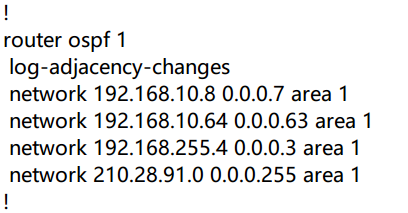 !
router ospf 1
log-adjacency-changes
network 192.168.10.8 0.0.0.7 area 1
network 192.168.10.64 0.0.0.63 area 1
network 192.168.255.4 0.0.0.3 area 1
network 210.28.91.0 0.0.0.255 area 1
!